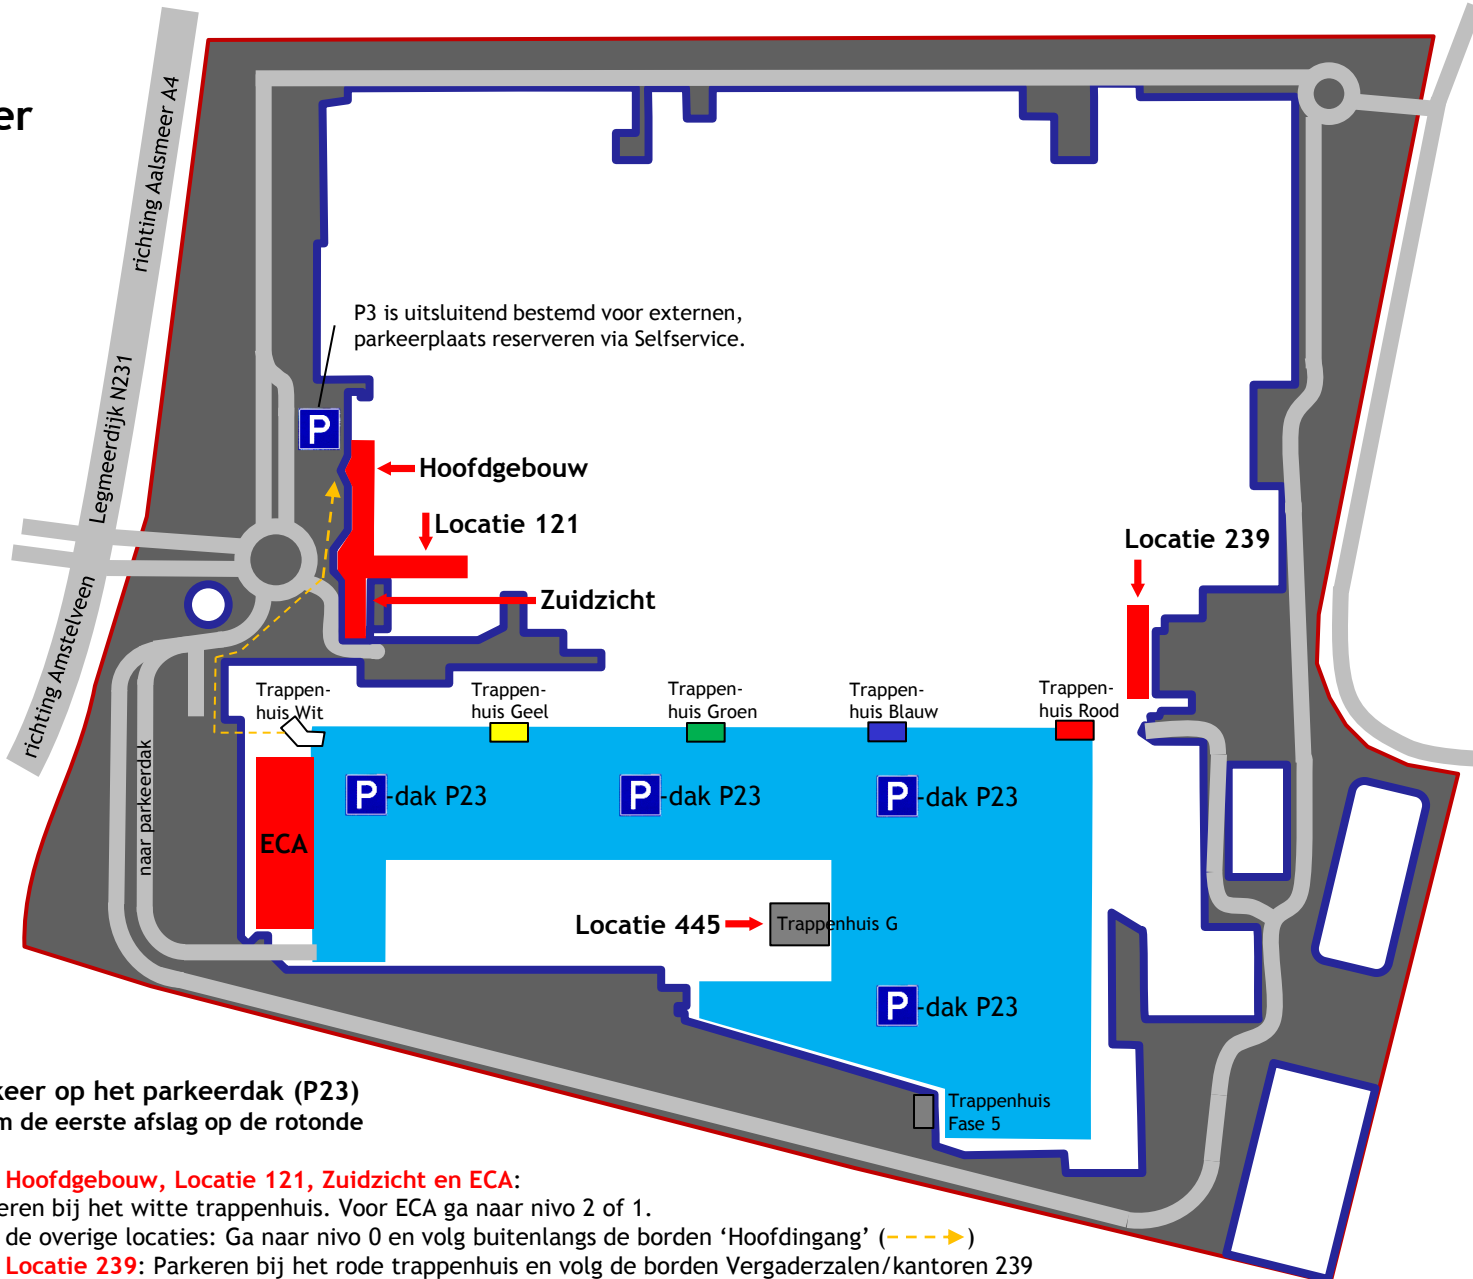 er
richting Aalsmeer A4
Legmeerdijk N231
richting Amstelveen
P3 is uitsluitend bestemd voor externen,
parkeerplaats reserveren via Selfservice.
P
Hoofdgebouw
Locatie 121
Zuidzicht
Locatie 239
Trappen-
huis Wit
Trappen-
huis Geel
Trappen-
huis Groen
Trappen-
huis Blauw
Trappen-
huis Rood
P-dak P23
P-dak P23
P-dak P23
naar parkeerdak
ECA
Locatie 445
Trappenhuis G
P-dak P23
Trappenhuis
Fase 5
keer op het parkeerdak (P23)
m de eerste afslag op de rotonde
Hoofdgebouw, Locatie 121, Zuidzicht en ECA:
eren bij het witte trappenhuis. Voor ECA ga naar nivo 2 of 1.
de overige locaties: Ga naar nivo 0 en volg buitenlangs de borden ‘Hoofdingang’ ( )
Locatie 239: Parkeren bij het rode trappenhuis en volg de borden Vergaderzalen/kantoren 239